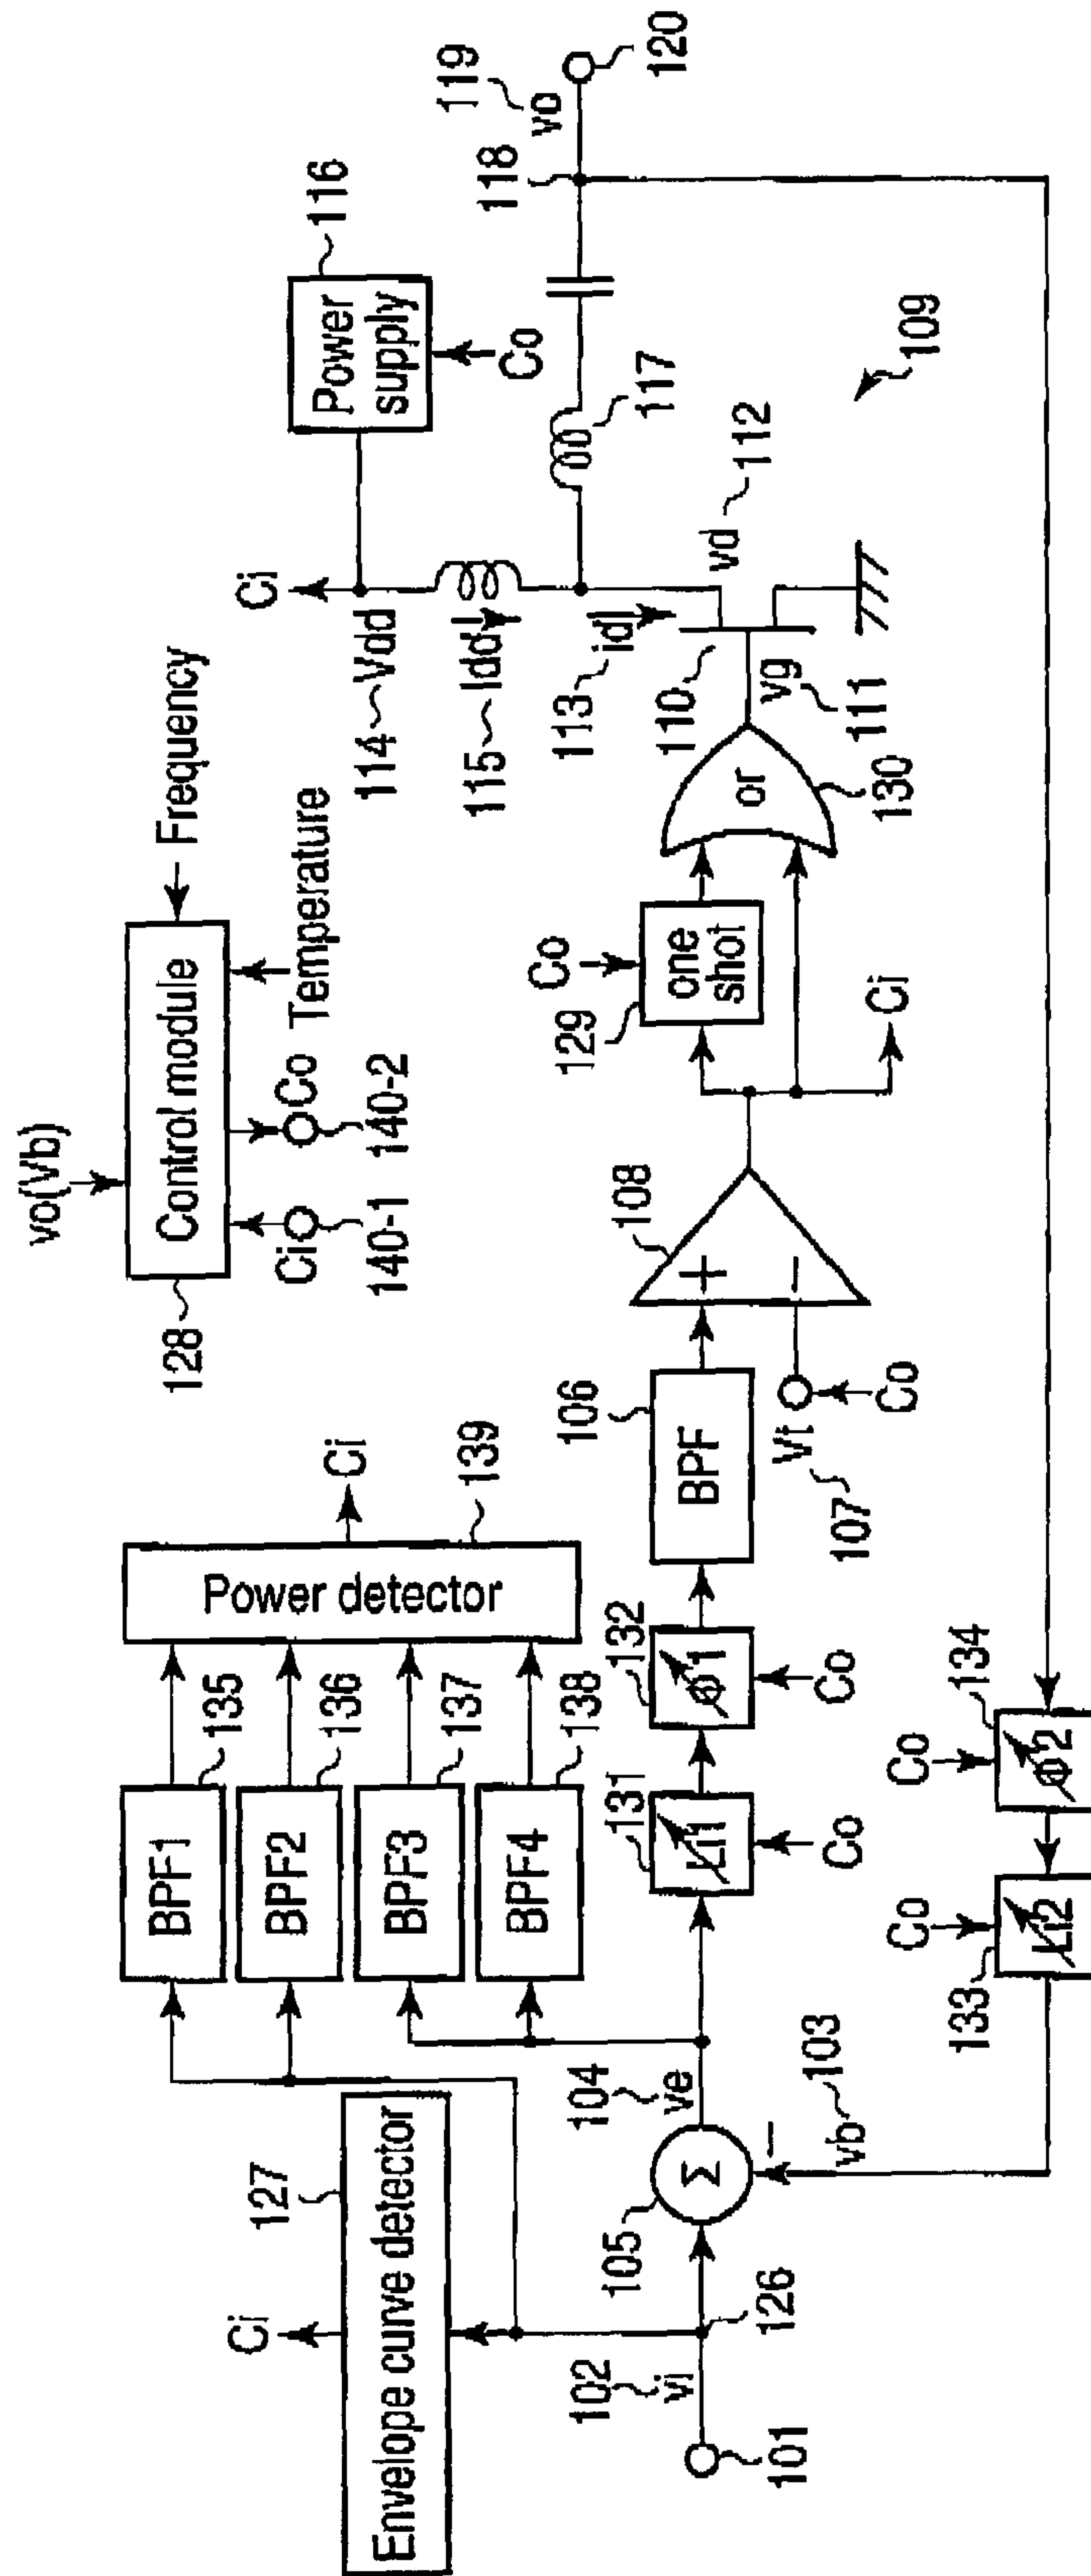 vo(Vb)
Control module
Frequency
128
Ci
Co
Temperature
140-1
140-2
Ci
127
Envelope curve detector
BPF1
135
BPF2
136
BPF3
137
BPF4
138
Power detector
139
Ci
Ci
114
Vdd
Power
supply
116
Co
115
Idd
113
id
117
118
119
vo
120
110
vd
112
vg
111
109
102
vi
101
126
105
Σ
−
104
ve
vb
103
131
Li1
Co
132
Φ1
Co
106
BPF
Vt
107
Co
108
+
−
Co
129
one
shot
Ci
or
130
Co
133
Li2
Co
134
Φ2